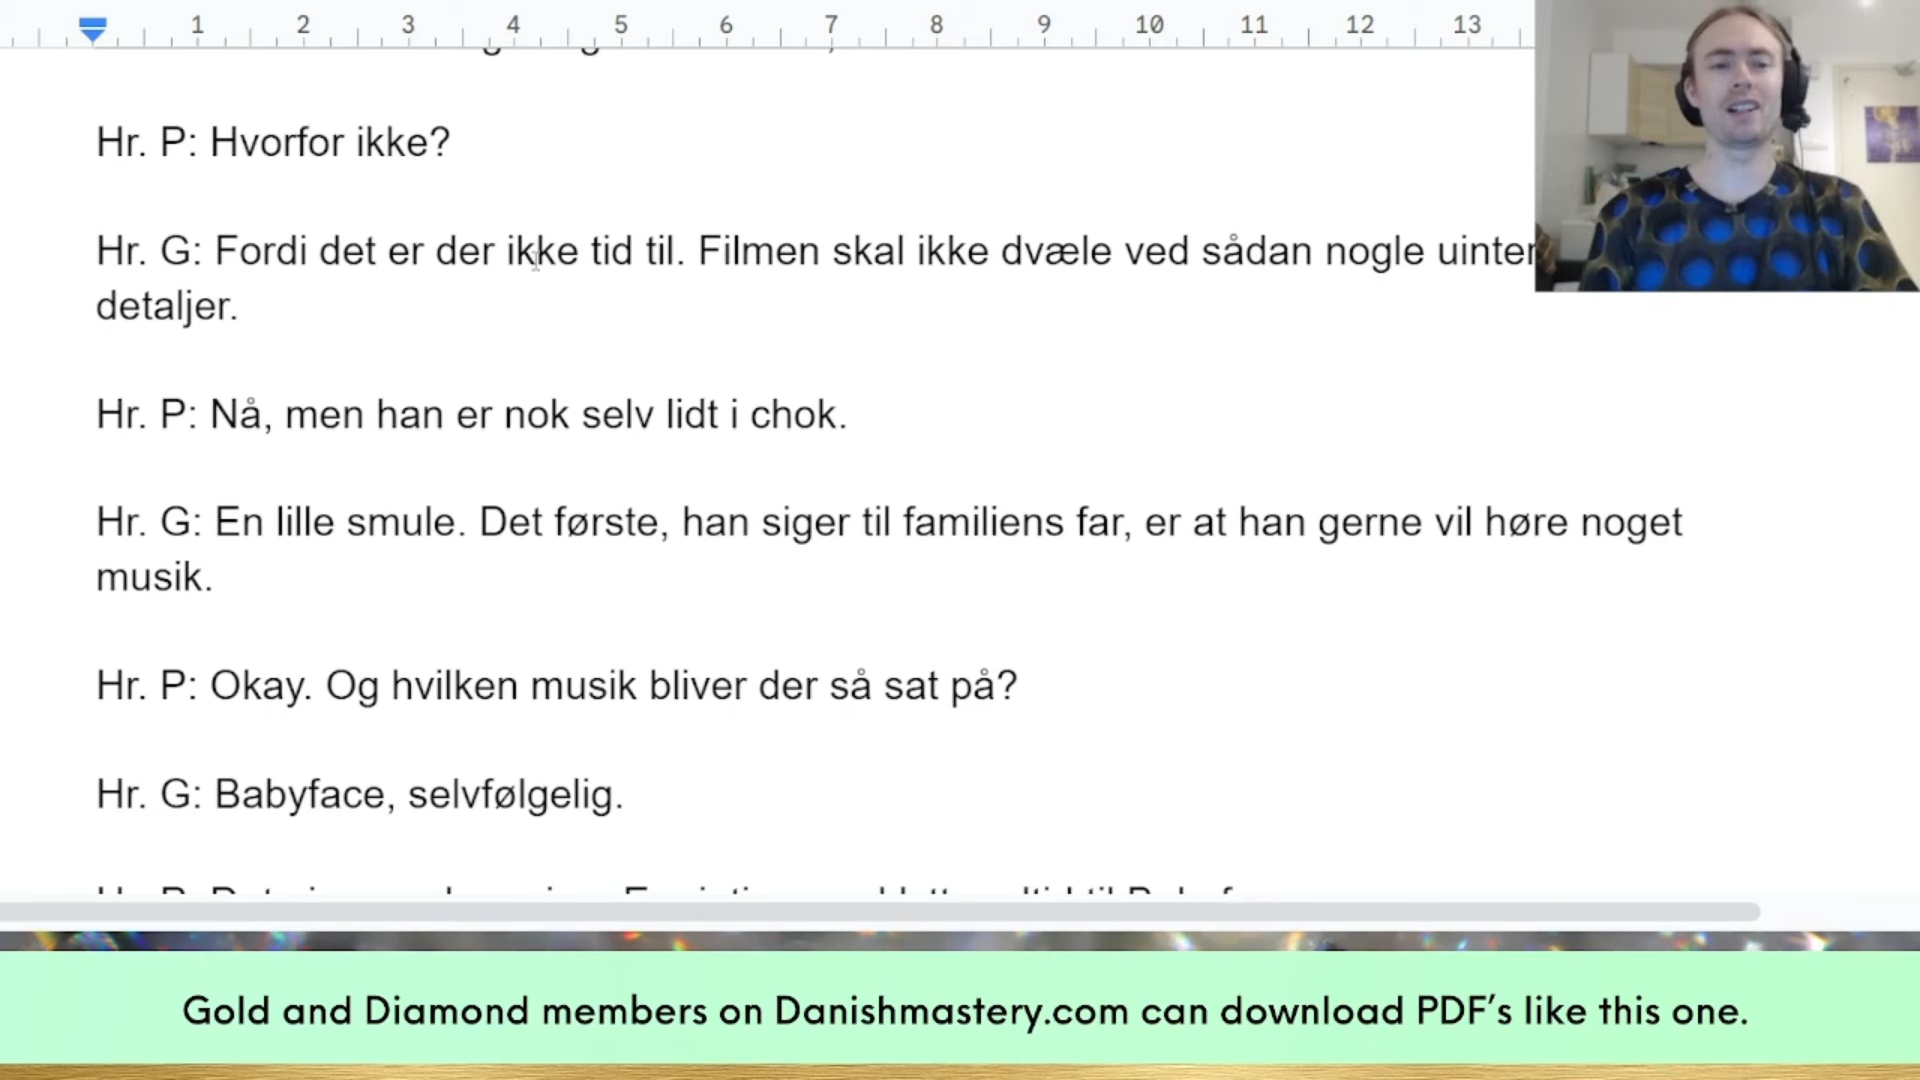 1 2 3 4 5 6 7 8 9 10 11 12 13
Hr. P: Hvorfor ikke?
Hr. G: Fordi det er der ikke tid til. Filmen skal ikke dvæle ved sådan nogle
detaljer.
Hr. P: Nå, men han er nok selv lidt i chok.
Hr. G: En lille smule. Det første, han siger til familiens far, er at han gerne vil høre noget
musik.
Hr. P: Okay. Og hvilken musik bliver der så sat på?
Hr. G: Babyface, selvfølgelig.
Gold and Diamond members on Danishmastery.com can download PDF’s like this one.